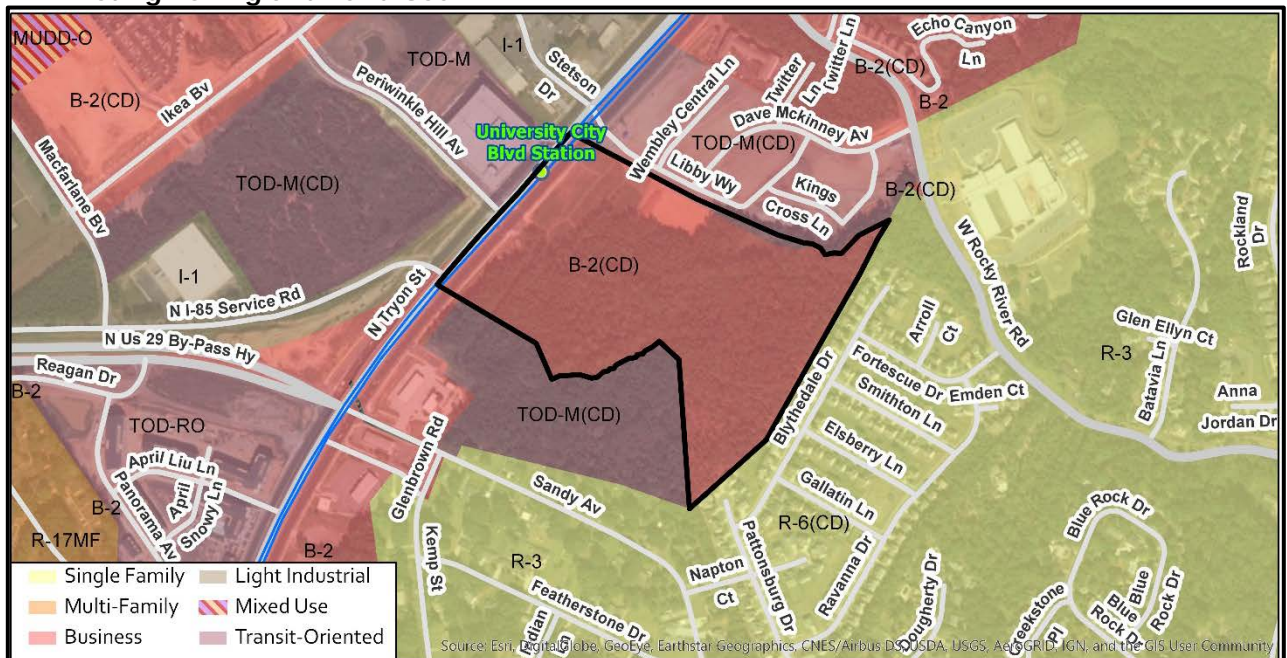 MUDD-O
B-2(CD)
Ikea Bv
Periwinkle Hill Av
TOD-M
I-1
Stetson
Dr
Wembley Central Ln
Twitter
Ln
Twitter Ln
B-2(CD)
Echo Canyon
Ln
B-2
Dave Mckinney Av
TOD-M(CD)
Libby Wy
Kings
Cross Ln
B-2(CD)
University City
Blvd Station
Macfarlane Bv
TOD-M(CD)
I-1
N I-85 Service Rd
N Tryon St
B-2(CD)
W Rocky River Rd
Rockland
Dr
Glen Ellyn Ct
Batavia Ln
R-3
Anna
Jordan Dr
N Us 29 By-Pass Hy
Reagan Dr
B-2
TOD-RO
April Liu Ln
April
Snowy Ln
Panorama Av
B-2
R-17MF
B-2
Glenbrown Rd
TOD-M(CD)
Sandy Av
Kemp St
R-3
Featherstone Dr
Indian
Ln
Blythedale Dr
Arroll
Ct
Fortescue Dr
Emden Ct
Smithton Ln
Elsberry Ln
Gallatin Ln
R-6(CD)
Pattonsburg Dr
Napton
Ct
Ravanna Dr
Dougherty Dr
Creekstone
Pl
Blue Rock Dr
Blue
Rock Dr
Blue
Rock Dr
Single Family
Light Industrial
Multi-Family
Mixed Use
Business
Transit-Oriented
Source: Esri, DigitalGlobe, GeoEye, Earthstar Geographics, CNES/Airbus DS, USDA, USGS, AeroGRID, IGN, and the GIS User Community